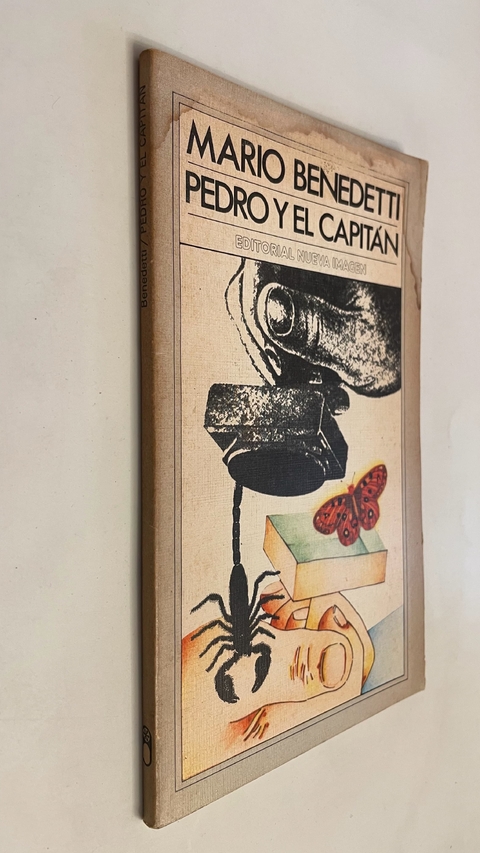 MARIO BENEDETTI
PEDRO Y EL CAPITÁN
EDITORIAL NUEVA IMAGEN
Benedetti / PEDRO Y EL CAPITÁN